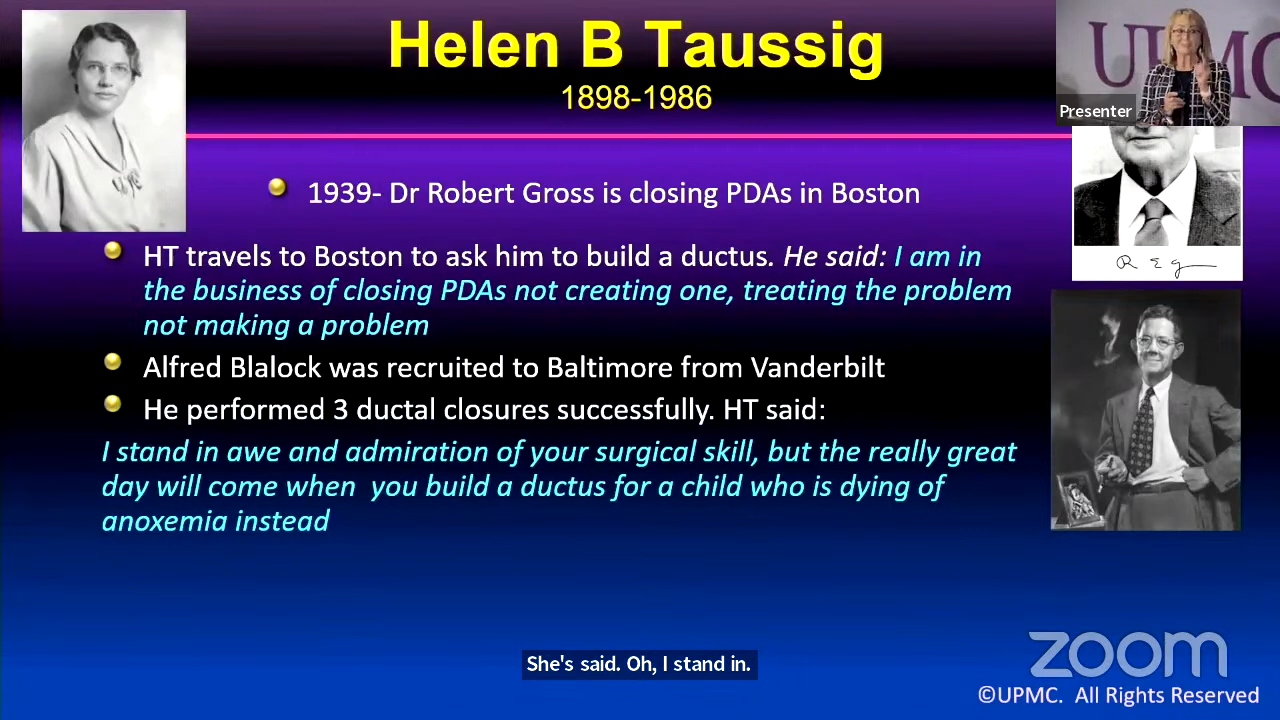 Helen B Taussig
1898-1986
UPMC
Presenter
1939- Dr Robert Gross is closing PDAs in Boston
HT travels to Boston to ask him to build a ductus. He said: I am in
the business of closing PDAs not creating one, treating the problem
not making a problem
Alfred Blalock was recruited to Baltimore from Vanderbilt
He performed 3 ductal closures successfully. HT said:
I stand in awe and admiration of your surgical skill, but the really great
day will come when you build a ductus for a child who is dying of
anoxemia instead
She's said. Oh, I stand in.
zoom
©UPMC. All Rights Reserved